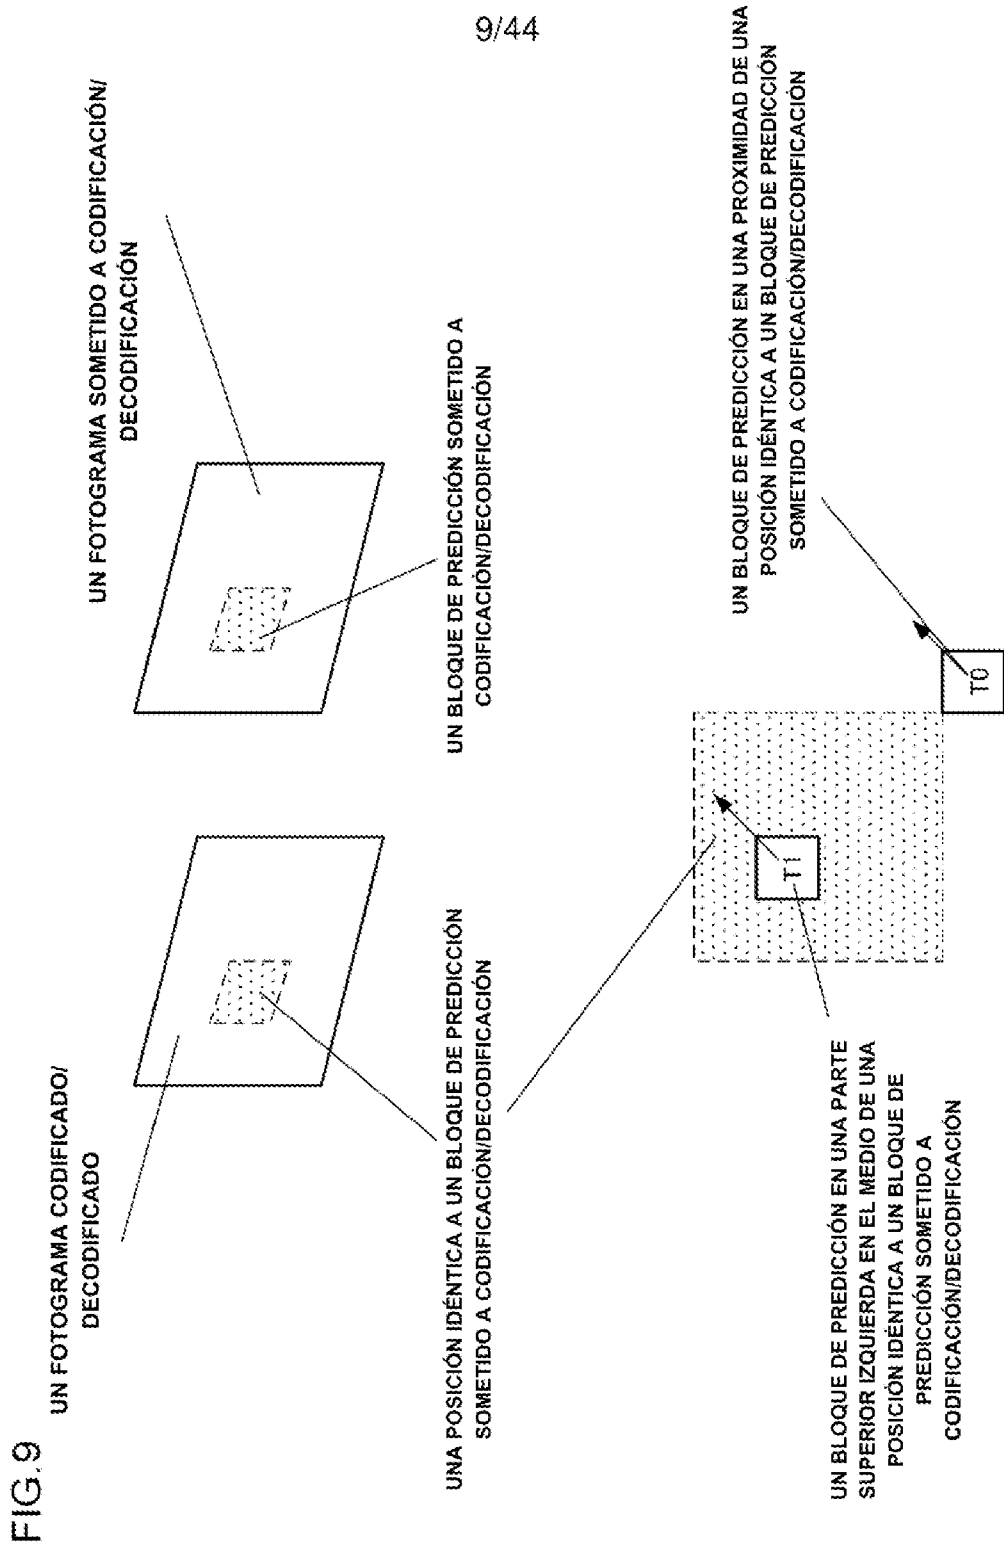 9/44
FIG.9
UN FOTOGRAMA CODIFICADO/
DECODIFICADO
UN FOTOGRAMA SOMETIDO A CODIFICACIÓN/
DECODIFICACIÓN
UNA POSICIÓN IDÉNTICA A UN BLOQUE DE PREDICCIÓN
SOMETIDO A CODIFICACIÓN/DECODIFICACIÓN
UN BLOQUE DE PREDICCIÓN SOMETIDO A
CODIFICACIÓN/DECODIFICACIÓN
UN BLOQUE DE PREDICCIÓN EN UNA PARTE
SUPERIOR IZQUIERDA EN EL MEDIO DE UNA
POSICIÓN IDÉNTICA A UN BLOQUE DE
PREDICCIÓN SOMETIDO A
CODIFICACIÓN/DECODIFICACIÓN
T1
T0
UN BLOQUE DE PREDICCIÓN EN UNA PROXIMIDAD DE UNA
POSICIÓN IDÉNTICA A UN BLOQUE DE PREDICCIÓN
SOMETIDO A CODIFICACIÓN/DECODIFICACIÓN